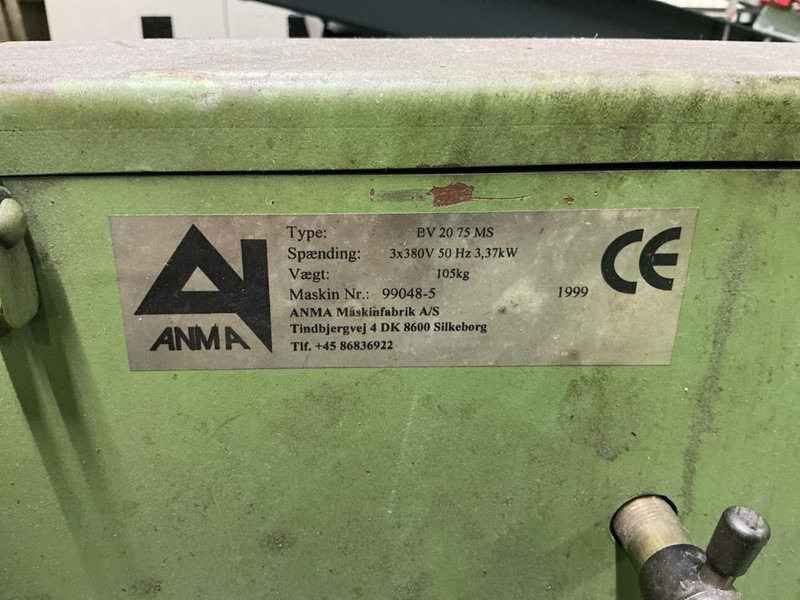 Type: BV 20 75 MS
Spænding: 3x380V 50 Hz 3,37kW
Vægt: 105kg
Maskin Nr.: 99048-5 1999
ANMA Maskinfabrik A/S
Tindbjergvej 4 DK 8600 Silkeborg
Tlf. +45 86836922
ANMA
CE